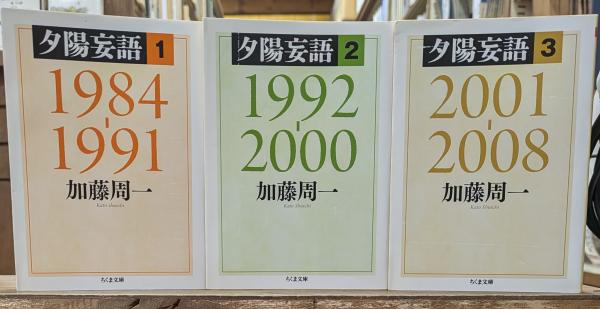 夕陽妄語 1
1984
-
1991
加藤周一
Kato Shuichi
ちくま文庫
夕陽妄語 2
1992
-
2000
加藤周一
Kato Shuichi
ちくま文庫
夕陽妄語 3
2001
-
2008
加藤周一
Kato Shuichi
ちくま文庫